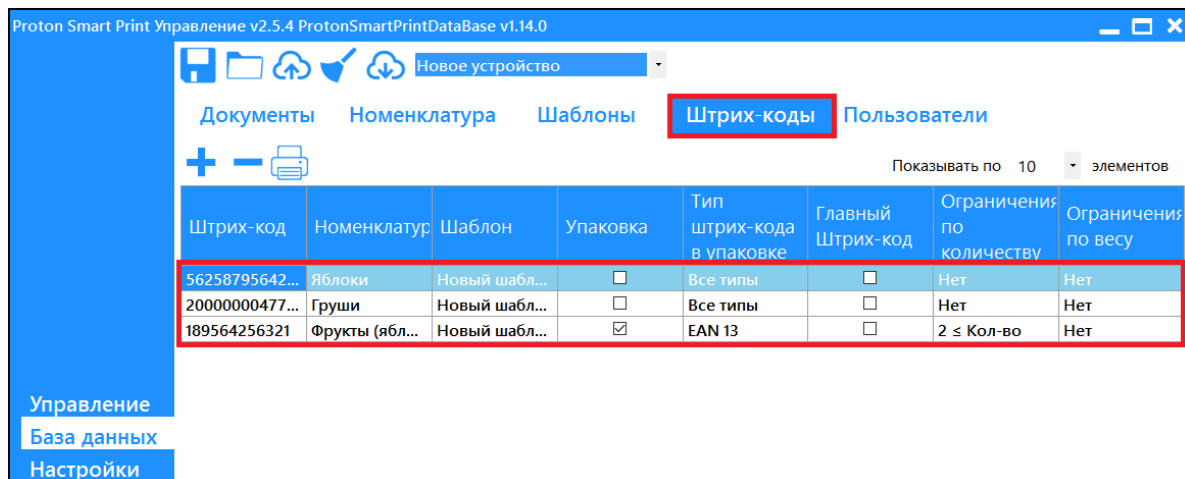 Proton Smart Print Управление v2.5.4 ProtonSmartPrintDataBase v1.14.0
Новое устройство
Документы Номенклатура Шаблоны Штрих-коды Пользователи
Показывать по 10 элементов
Штрих-код Номенклатур Шаблон Упаковка Тип штрих-кода в упаковке Главный Штрих-код Ограничения по количеству Ограничения по весу
56258795642... Яблоки Новый шабл... Все типы Нет Нет
20000000477... Груши Новый шабл... Все типы Нет Нет
189564256321 Фрукты (ябл... Новый шабл... EAN 13 2 ≤ Кол-во Нет
Управление
База данных
Настройки